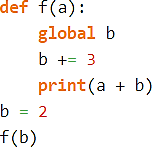 def f(a):
    global b
    b += 3
    print(a + b)
b = 2
f(b)